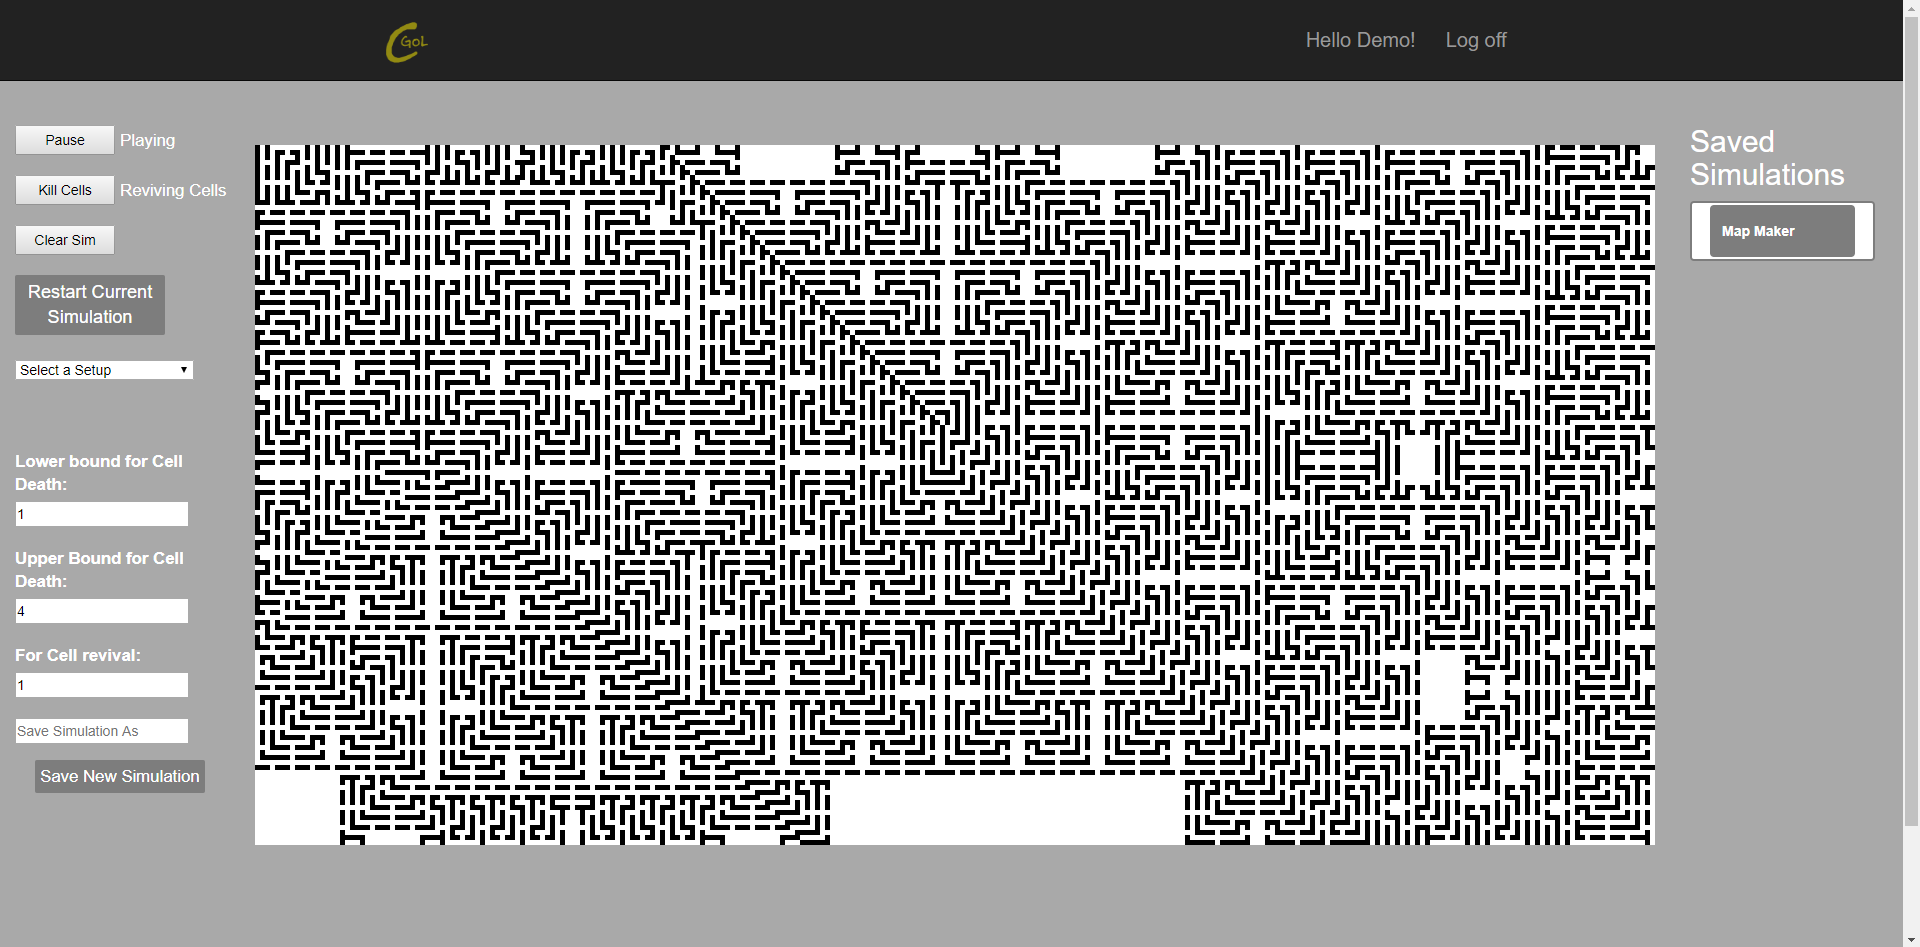 CGoL
Hello Demo! Log off
Pause Playing
Kill Cells Reviving Cells
Clear Sim
Restart Current
Simulation
Select a Setup
Lower bound for Cell
Death:
1
Upper Bound for Cell
Death:
4
For Cell revival:
1
Save Simulation As
Save New Simulation
Saved
Simulations
Map Maker